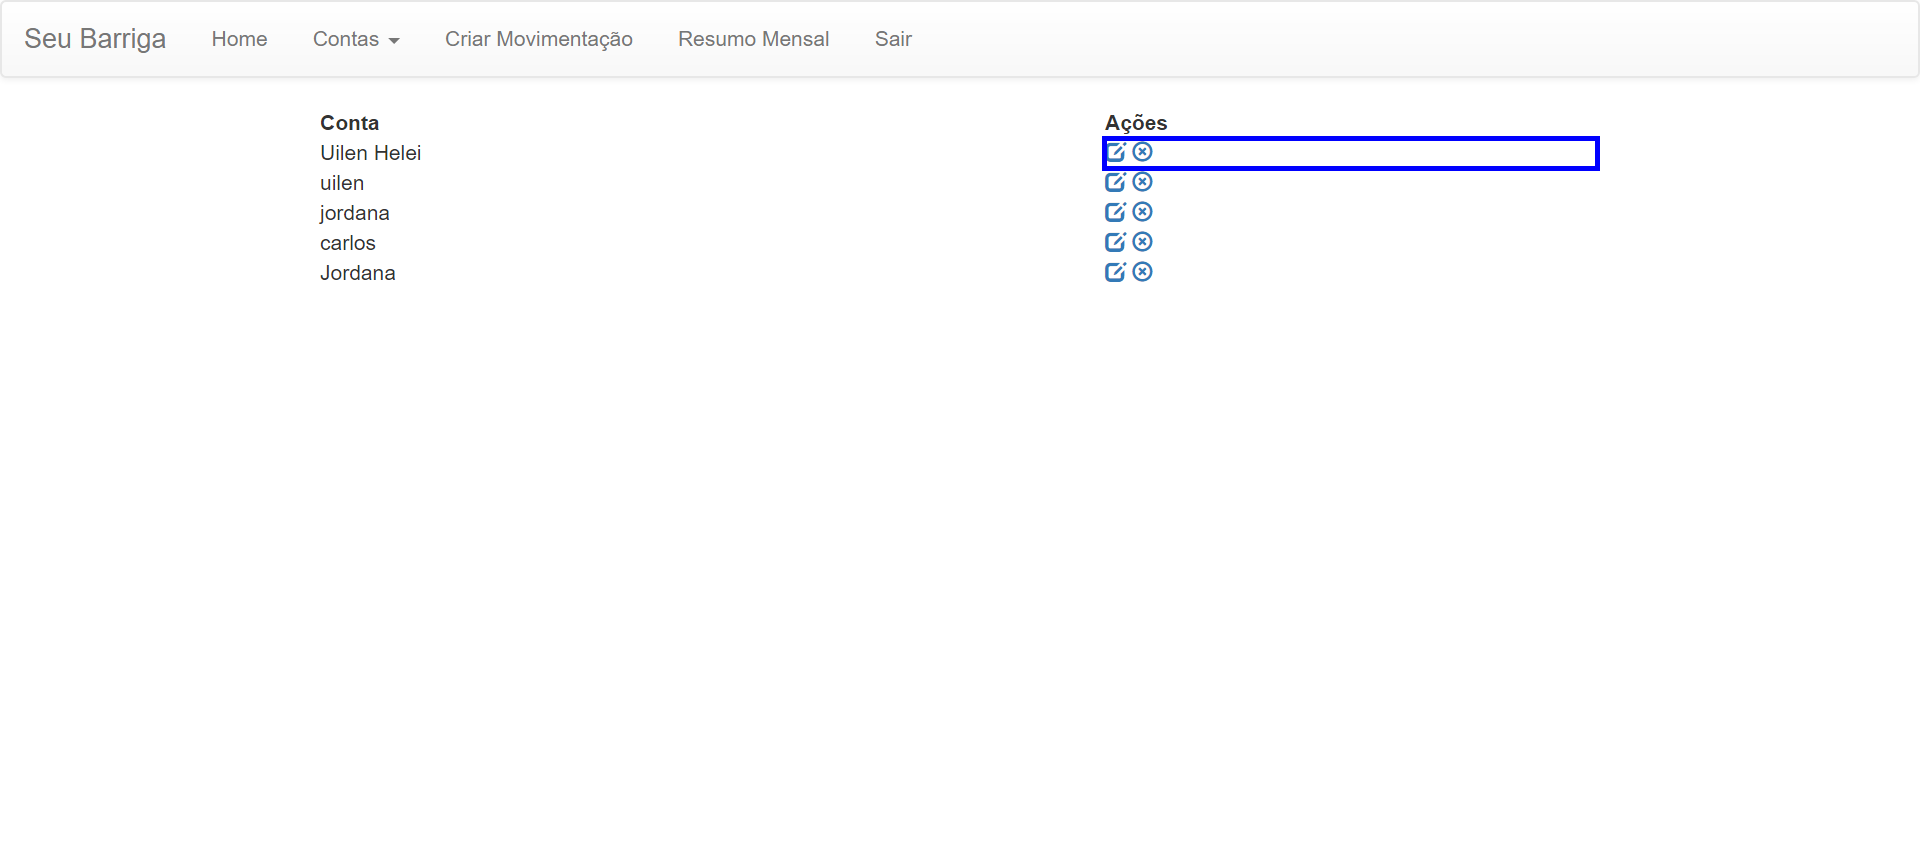 Seu Barriga Home Contas Criar Movimentação Resumo Mensal Sair
Conta Ações
Uilen Helei
uilen
jordana
carlos
Jordana